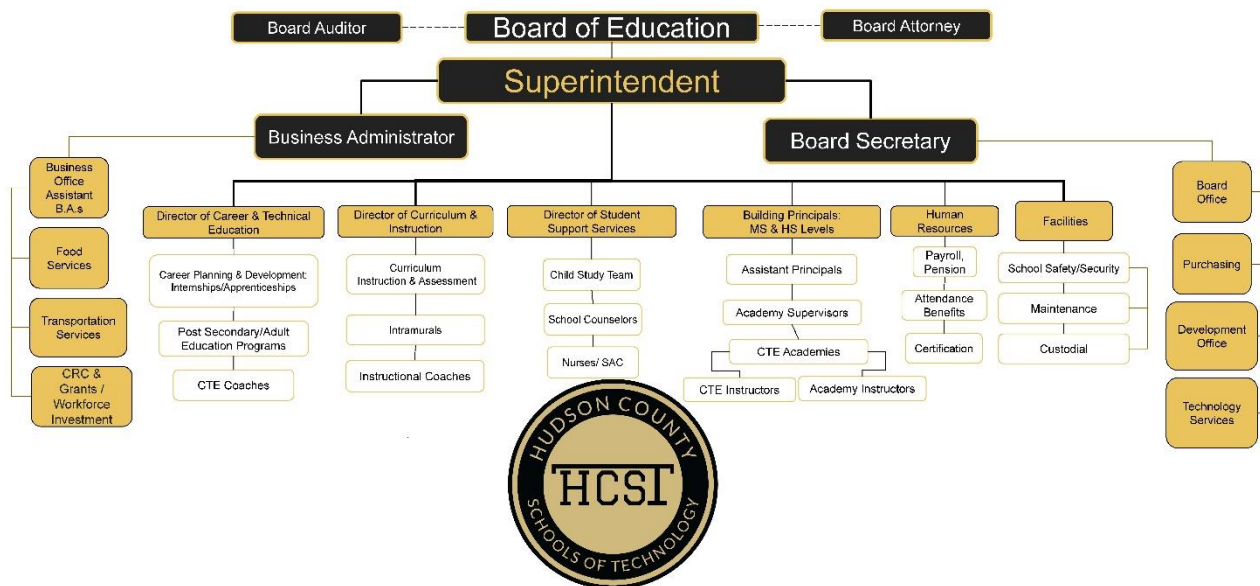 Board Auditor
Board of Education
Board Attorney
Superintendent
Business Administrator
Board Secretary
Business
Office
Assistant
B.A.s
Food
Services
Transportation
Services
CRC &
Grants /
Workforce
Investment
Director of Career & Technical
Education
Career Planning & Development:
Internships/Apprenticeships
Post Secondary/Adult
Education Programs
CTE Coaches
Director of Curriculum &
Instruction
Curriculum
Instruction & Assessment
Intramurals
Instructional Coaches
Director of Student
Support Services
Child Study Team
School Counselors
Nurses/ SAC
Building Principals:
MS & HS Levels
Assistant Principals
Academy Supervisors
CTE Academies
CTE Instructors
Academy Instructors
Human
Resources
Payroll,
Pension
Attendance
Benefits
Certification
Facilities
School Safety/Security
Maintenance
Custodial
Board
Office
Purchasing
Development
Office
Technology
Services
HUDSON COUNTY
HCST
SCHOOLS OF TECHNOLOGY